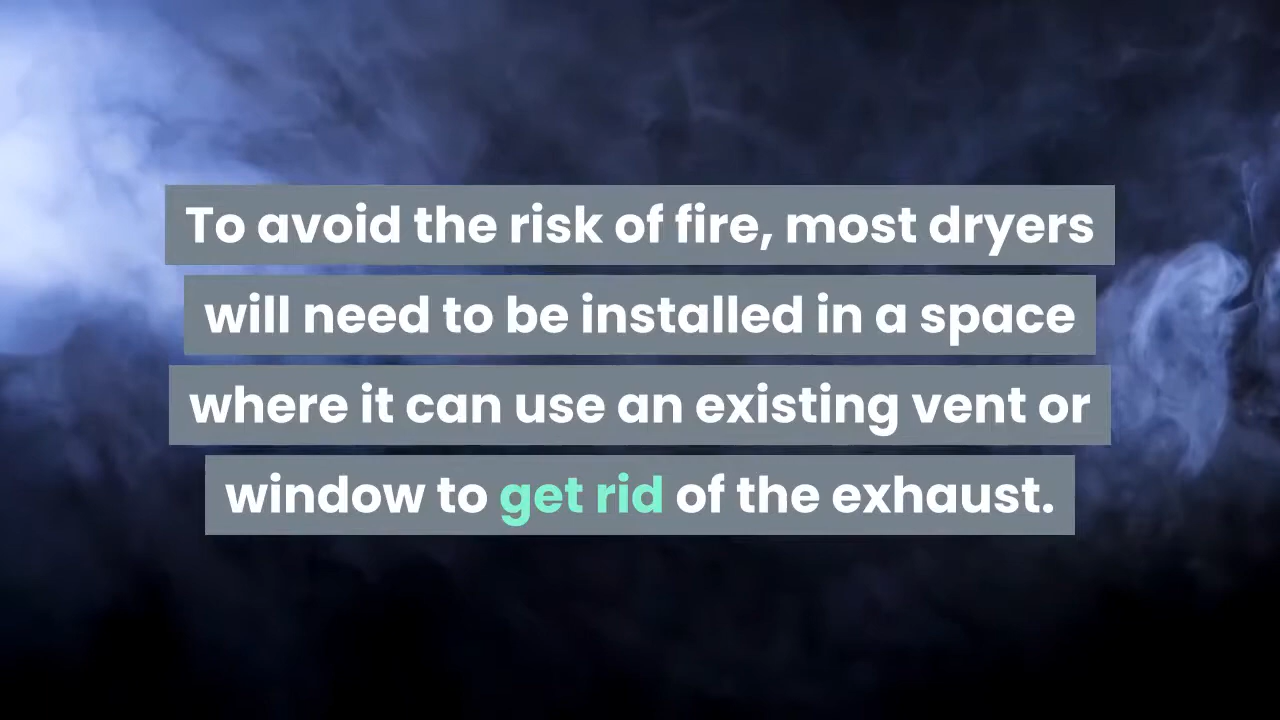 To avoid the risk of fire, most dryers
will need to be installed in a space
where it can use an existing vent or
window to get rid of the exhaust.